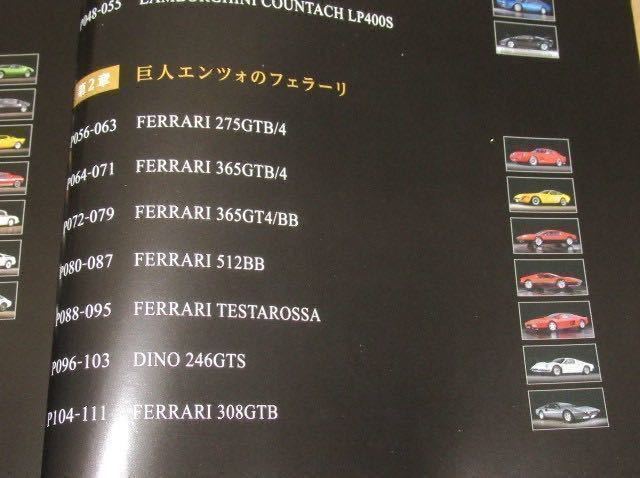 P048-055 LAMBORGHINI COUNTACH LP400S
第2章 巨人エンツォのフェラーリ
P056-063 FERRARI 275GTB/4
P064-071 FERRARI 365GTB/4
P072-079 FERRARI 365GT4/BB
P080-087 FERRARI 512BB
P088-095 FERRARI TESTAROSSA
P096-103 DINO 246GTS
P104-111 FERRARI 308GTB